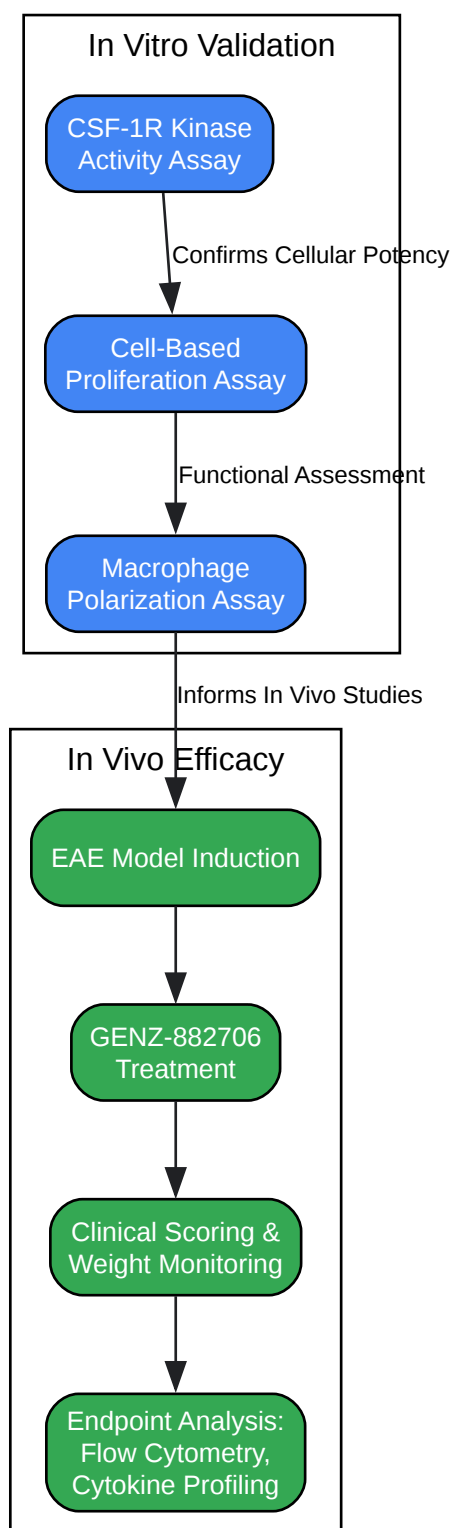 In Vitro Validation
CSF-1R Kinase
Activity Assay
Confirms Cellular Potency
Cell-Based
Proliferation Assay
Functional Assessment
Macrophage
Polarization Assay
Informs In Vivo Studies
In Vivo Efficacy
EAE Model Induction
GENZ-882706
Treatment
Clinical Scoring &
Weight Monitoring
Endpoint Analysis:
Flow Cytometry,
Cytokine Profiling